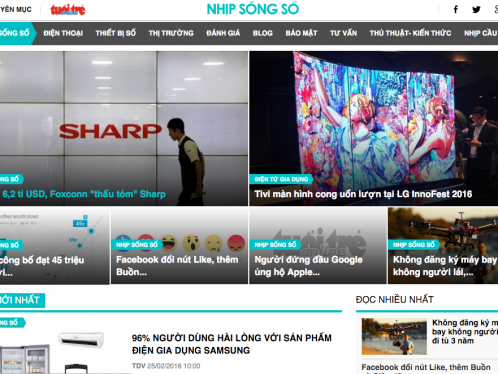 YÊN MỤC
tuổi trẻ
NHỊP SỐNG SỐ
SỐNG SỐ ĐIỆN THOẠI THIẾT BỊ SỐ THỊ TRƯỜNG ĐÁNH GIÁ BLOG BẢO MẬT TƯ VẤN THỦ THUẬT- KIẾN THỨC NHỊP CẦU
SHARP
ỐNG SỐ
6,2 tỉ USD, Foxconn "thấu tóm" Sharp
ĐIỆN TỬ GIA DỤNG
Tivi màn hình cong uốn lượn tại LG InnoFest 2016
ỐNG SỐ
công bố đạt 45 triệu
NHỊP SỐNG SỐ
Facebook đổi nút Like, thêm
Buồn...
NHỊP SỐNG SỐ
Người đứng đầu Google
ủng hộ Apple...
NHỊP SỐNG SỐ
Không đăng ký máy bay
không người lái,...
MỚI NHẤT
ỐNG SỐ
96% NGƯỜI DÙNG HÀI LÒNG VỚI SẢN PHẨM
ĐIỆN GIA DỤNG SAMSUNG
TDV 25/02/2016 10:00
ĐỌC NHIỀU NHẤT
Không đăng ký m
bay không người
đi tù 3 năm
Facebook đổi nút Like, thêm Buồn